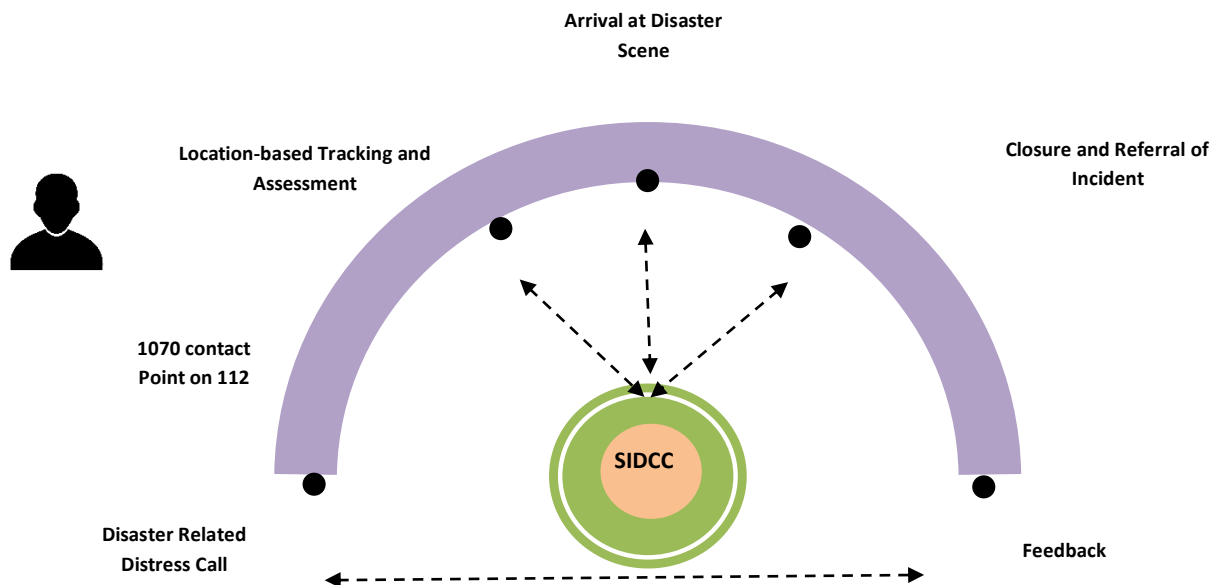 Arrival at Disaster
Scene
Location-based Tracking and
Assessment
Closure and Referral of
Incident
1070 contact
Point on 112
SIDCC
Disaster Related
Distress Call
Feedback